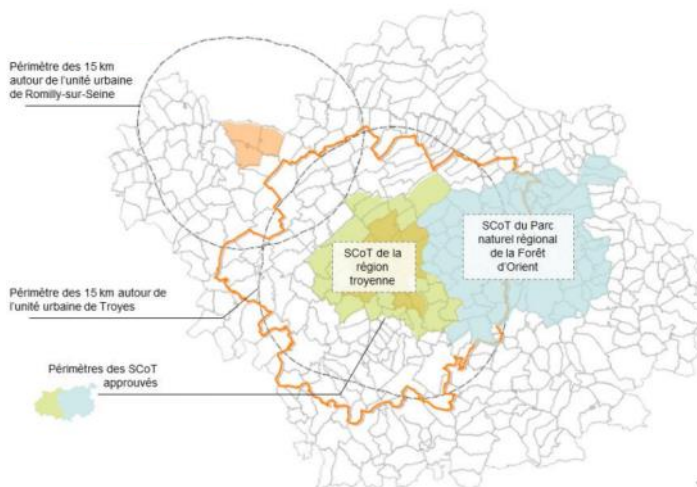 Périmètre des 15 km
autour de l'unité urbaine
de Romilly-sur-Seine
SCoT du Parc
naturel régional
de la Forêt
d'Orient
SCoT de la
région
troyenne
Périmètre des 15 km autour de
l'unité urbaine de Troyes
Périmètres des SCoT
approuvés